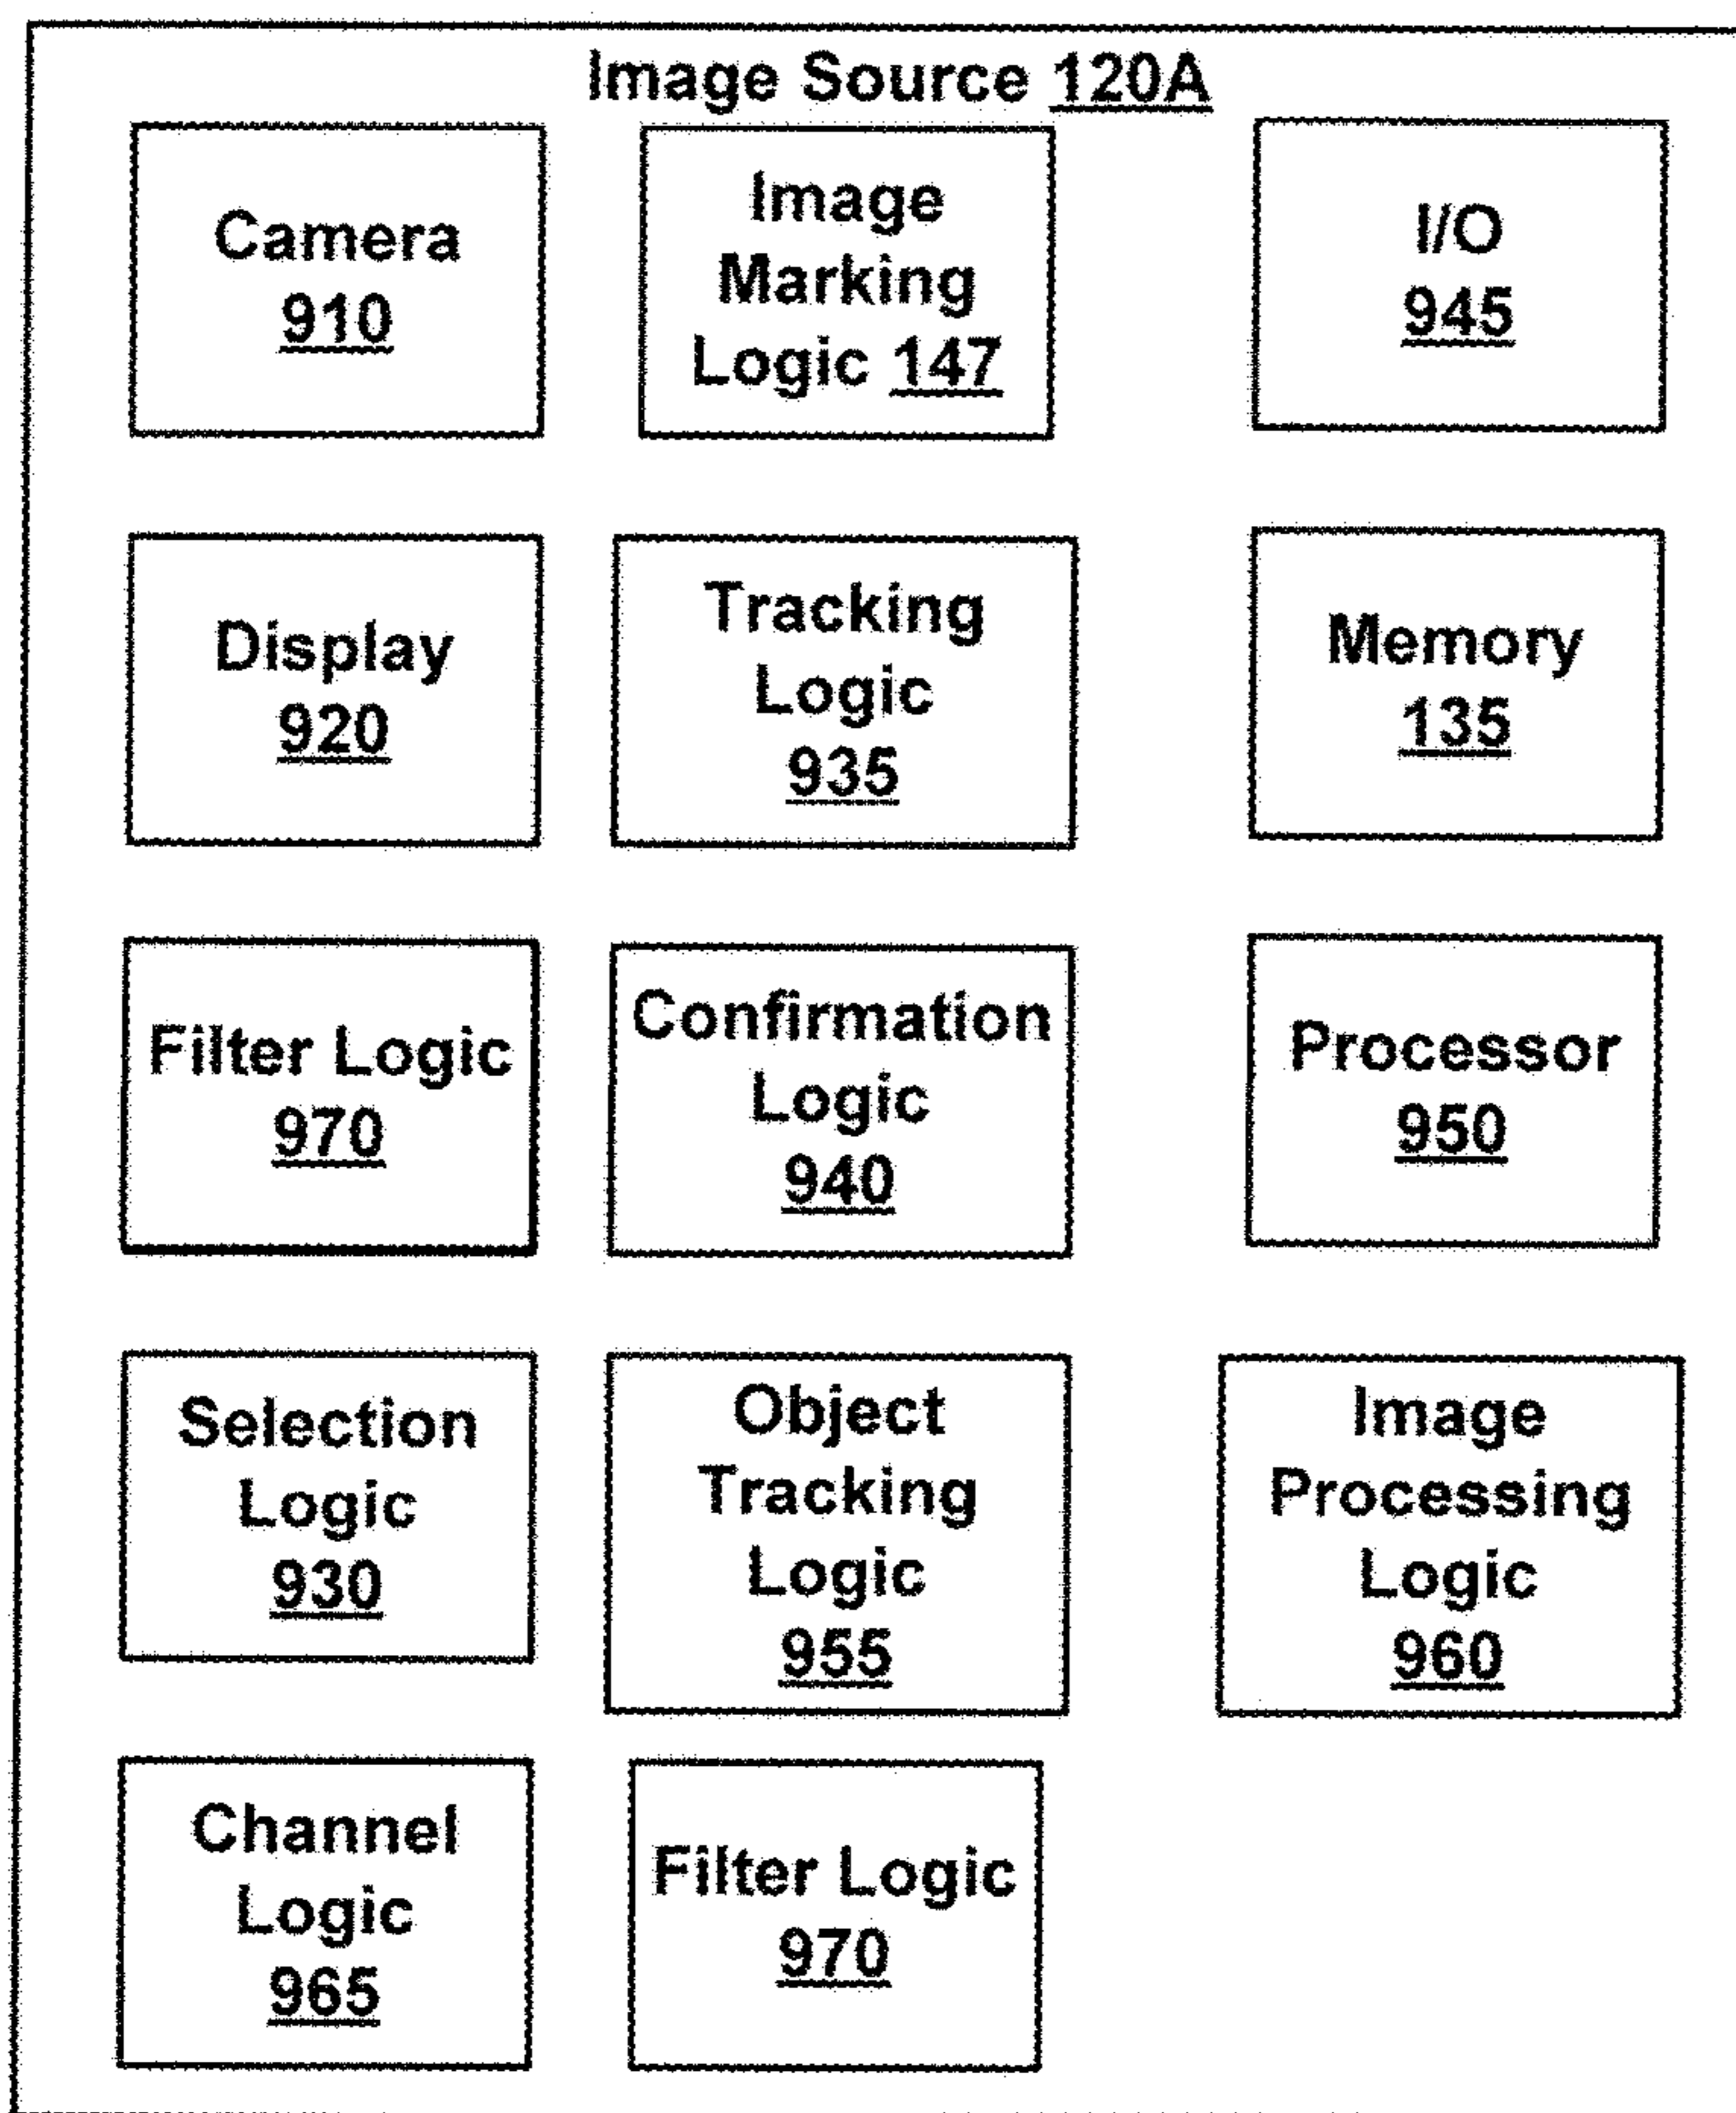 Image Source 120A
Camera
910
Image
Marking
Logic 147
I/O
945
Display
920
Tracking
Logic
935
Memory
135
Filter Logic
970
Confirmation
Logic
940
Processor
950
Selection
Logic
930
Object
Tracking
Logic
955
Image
Processing
Logic
960
Channel
Logic
965
Filter Logic
970